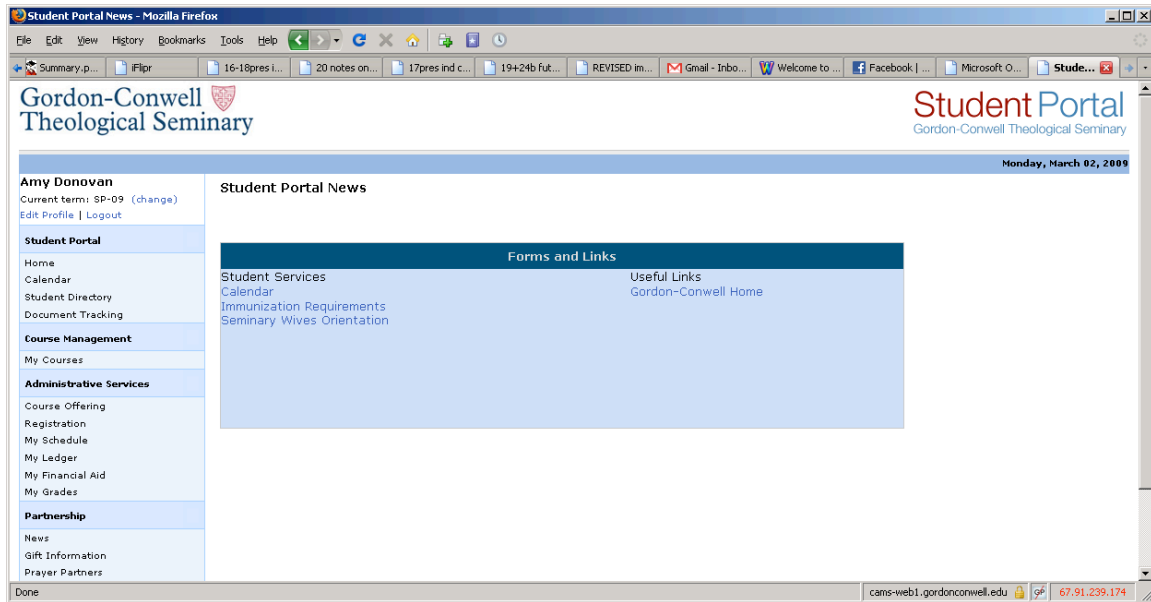 Student Portal News - Mozilla Firefox
File Edit View History Bookmarks Tools Help
Summary.p... iFlipr 16-18pres i... 20 notes on... 17pres ind c... 19+24b fut... REVISED im... Gmail - Inbo... Welcome to ... Facebook | ... Microsoft O... Stude...
Gordon-Conwell
Theological Seminary
Student Portal
Gordon-Conwell Theological Seminary
Monday, March 02, 2009
Amy Donovan
Current term: SP-09 (change)
Edit Profile | Logout
Student Portal
Home
Calendar
Student Directory
Document Tracking
Course Management
My Courses
Administrative Services
Course Offering
Registration
My Schedule
My Ledger
My Financial Aid
My Grades
Partnership
News
Gift Information
Prayer Partners
Student Portal News
Forms and Links
Student Services
Calendar
Immunization Requirements
Seminary Wives Orientation
Useful Links
Gordon-Conwell Home
Done
cams-web1.gordonconwell.edu 67.91.239.174